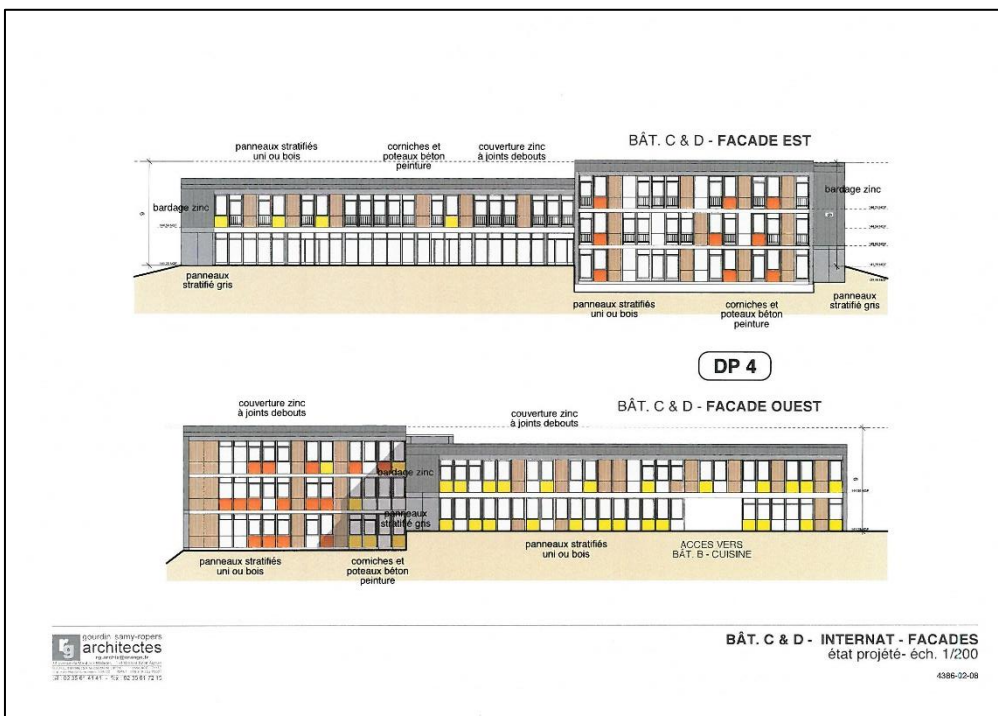 BÂT. C & D - FACADE EST
panneaux stratifiés
uni ou bois
corniches et
poteaux béton
peinture
couverture zinc
à joints debouts
bardage zinc
bardage zinc
panneaux
stratifié gris
panneaux stratifiés
uni ou bois
corniches et
poteaux béton
peinture
panneaux
stratifié gris
DP 4
BÂT. C & D - FACADE OUEST
couverture zinc
à joints debouts
couverture zinc
à joints debouts
bardage zinc
panneaux
stratifié gris
panneaux stratifiés
uni ou bois
corniches et
poteaux béton
peinture
panneaux stratifiés
uni ou bois
ACCES VERS
BÂT. B - CUISINE
rg
gourdin samy-ropers
architectes
BÂT. C & D - INTERNAT - FACADES
état projété- éch. 1/200
4386-02-08